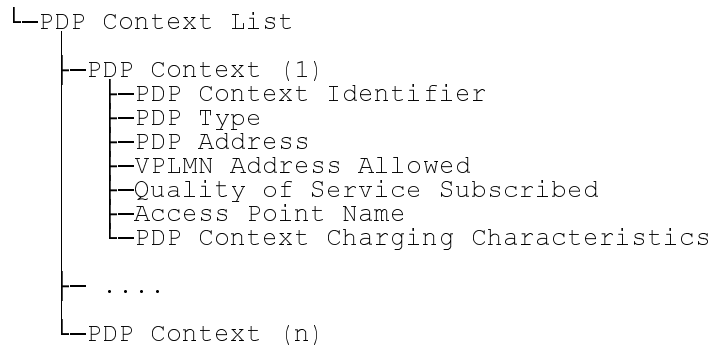 PDP Context List
PDP Context (1)
PDP Context Identifier
PDP Type
PDP Address
VPLMN Address Allowed
Quality of Service Subscribed
Access Point Name
PDP Context Charging Characteristics
....
PDP Context (n)